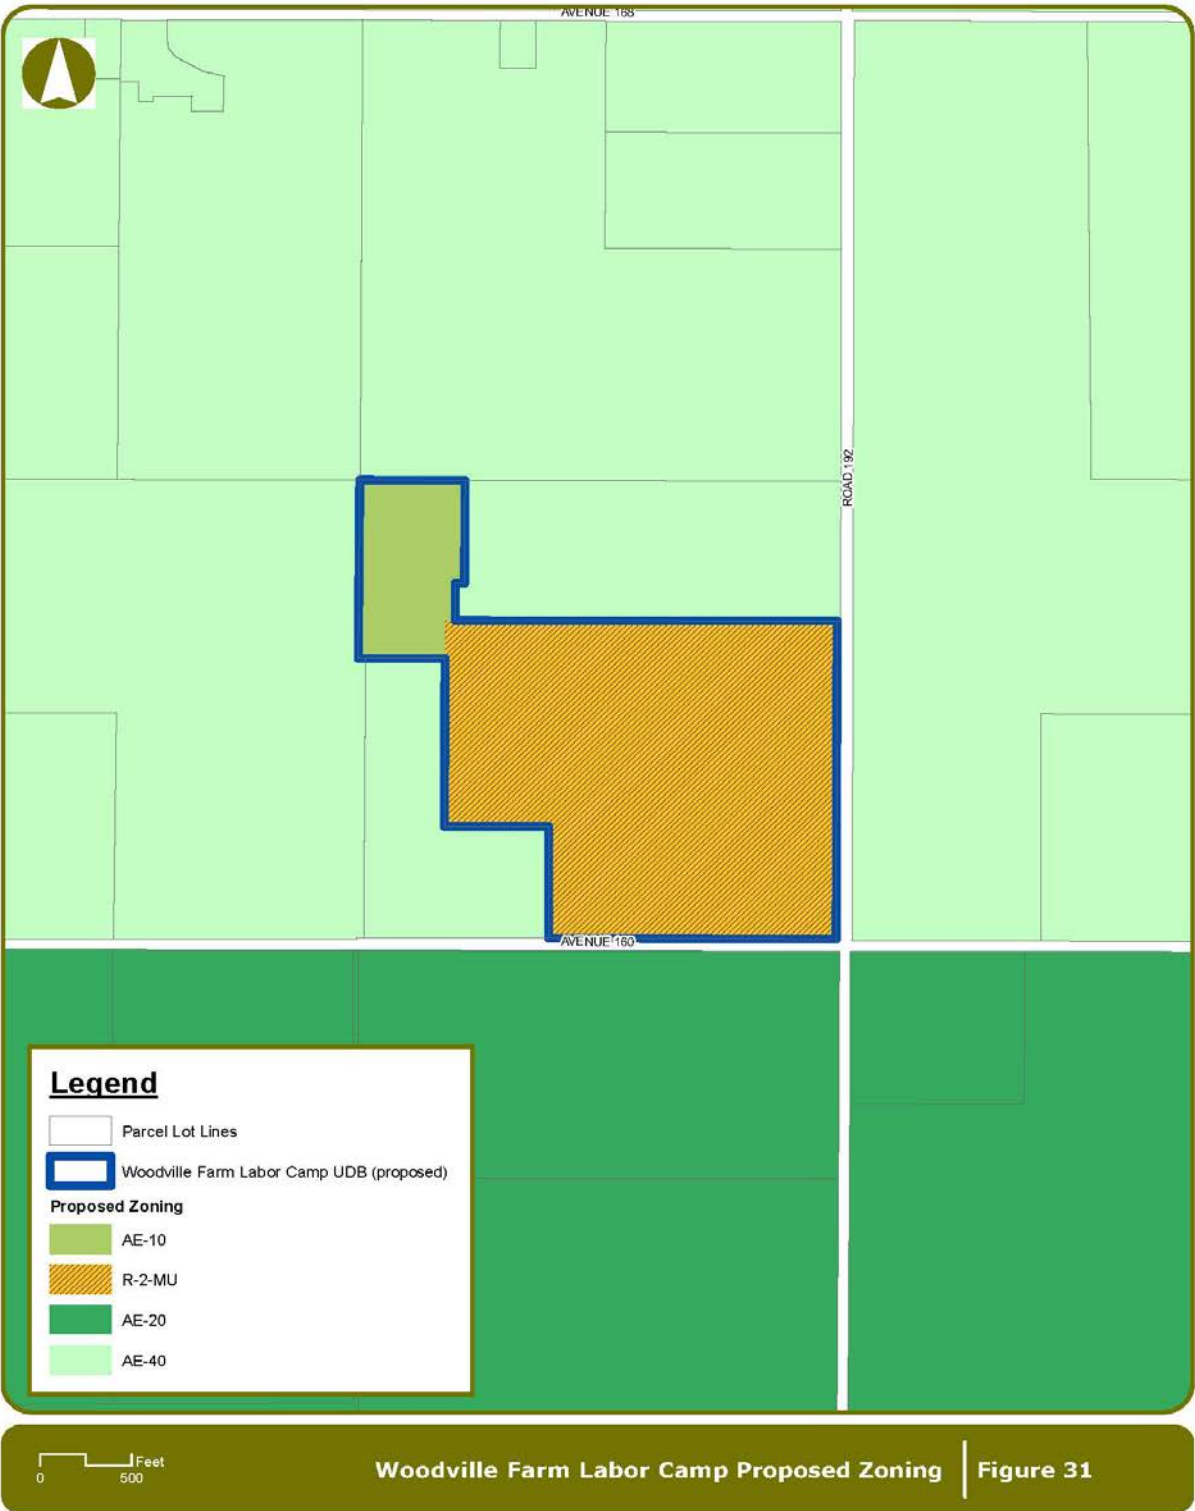 AVENUE 168
ROAD 192
AVENUE 160
Legend
Parcel Lot Lines
Woodville Farm Labor Camp UDB (proposed)
Proposed Zoning
AE-10
R-2-MU
AE-20
AE-40
Feet
0 500
Woodville Farm Labor Camp Proposed Zoning Figure 31